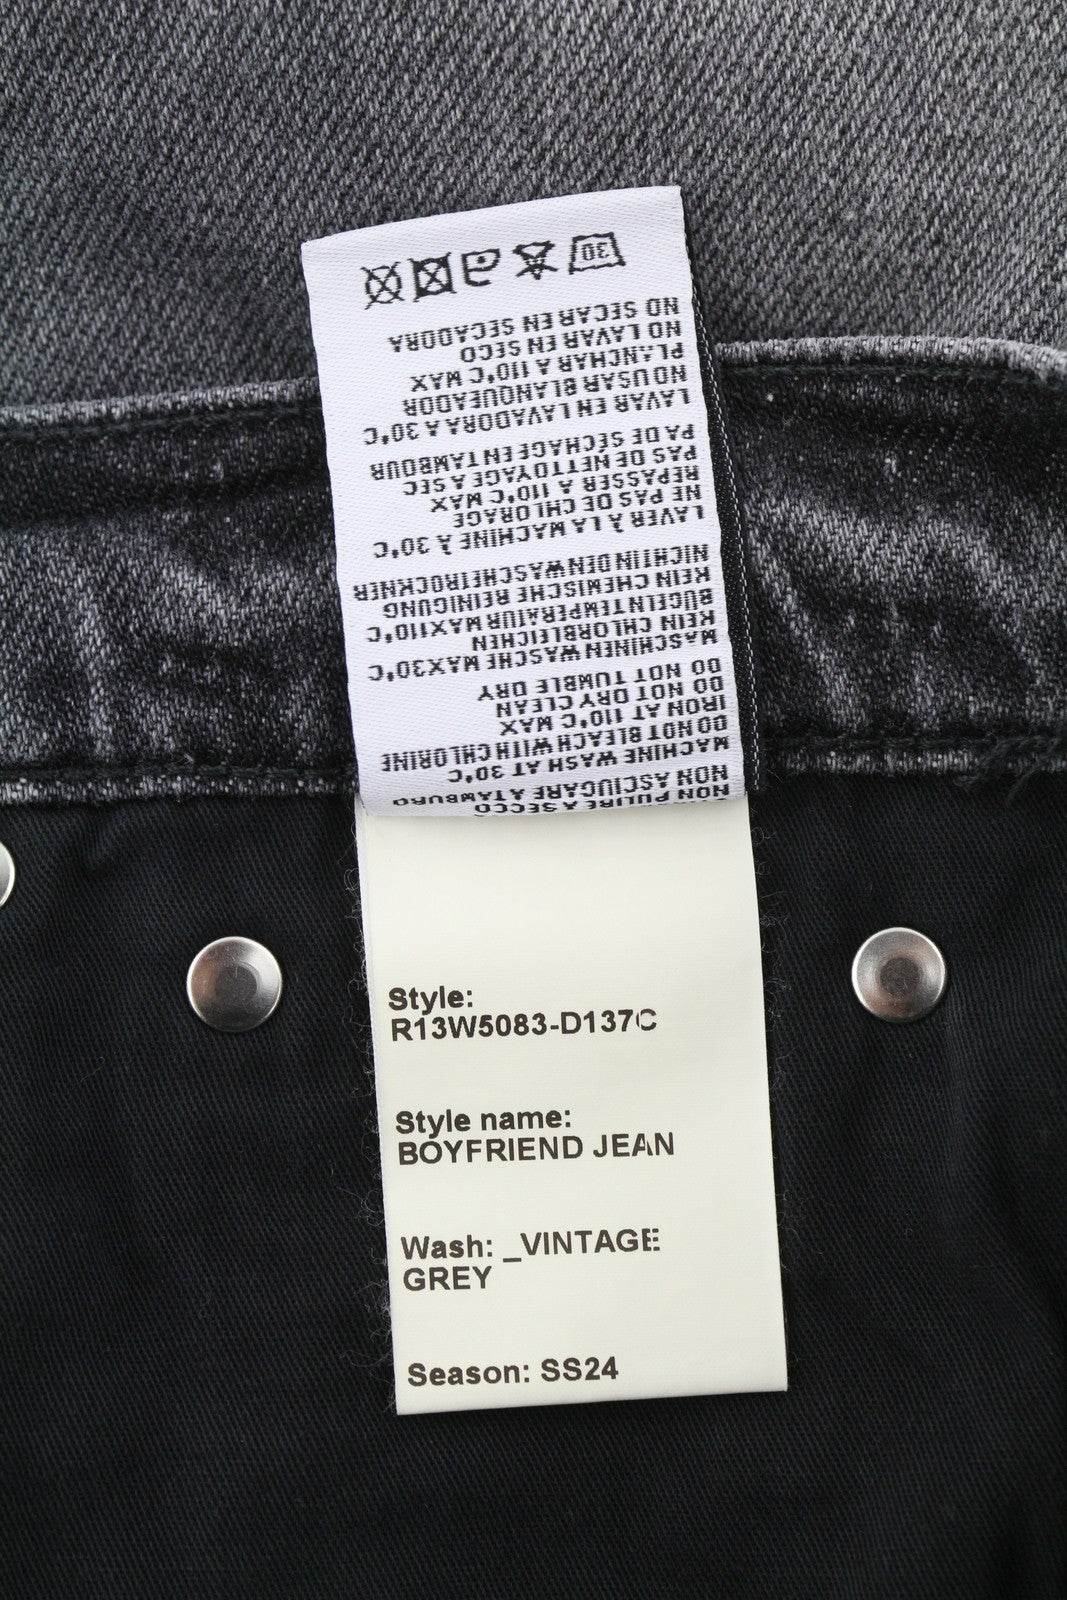 PULIRE A SECCO
NON ASCIUGARE A TAMBURO
MACHINE WASH AT 30°C
DO NOT BLEACH WITH CHLORINE
IRON AT 110°C MAX
DO NOT DRY CLEAN
DO NOT TUMBLE DRY
MASCHINEN WASCHE MAX30°C
KEIN CHLORBLEICHEN
BUGELN TEMPERATUR MAX110°C
KEIN CHEMISCHE REINIGUNG
NICHT IN DEN WASCHETROCKNER
LAVER À LA MACHINE À 30°C
NE PAS DE CHLORAGE
REPASSER A 110°C MAX
PAS DE NETTOYAGE A SEC
PA DE SÉCHAGE EN TAMBOUR
LAVAR EN LAVADORA A 30°C
NO USAR BLANQUEADOR
PLANCHAR A 110°C MAX
NO LAVAR EN SECO
NO SECAR EN SECADORA
30
Style:
R13W5083-D137C
Style name:
BOYFRIEND JEAN
Wash: _VINTAGE
GREY
Season: SS24